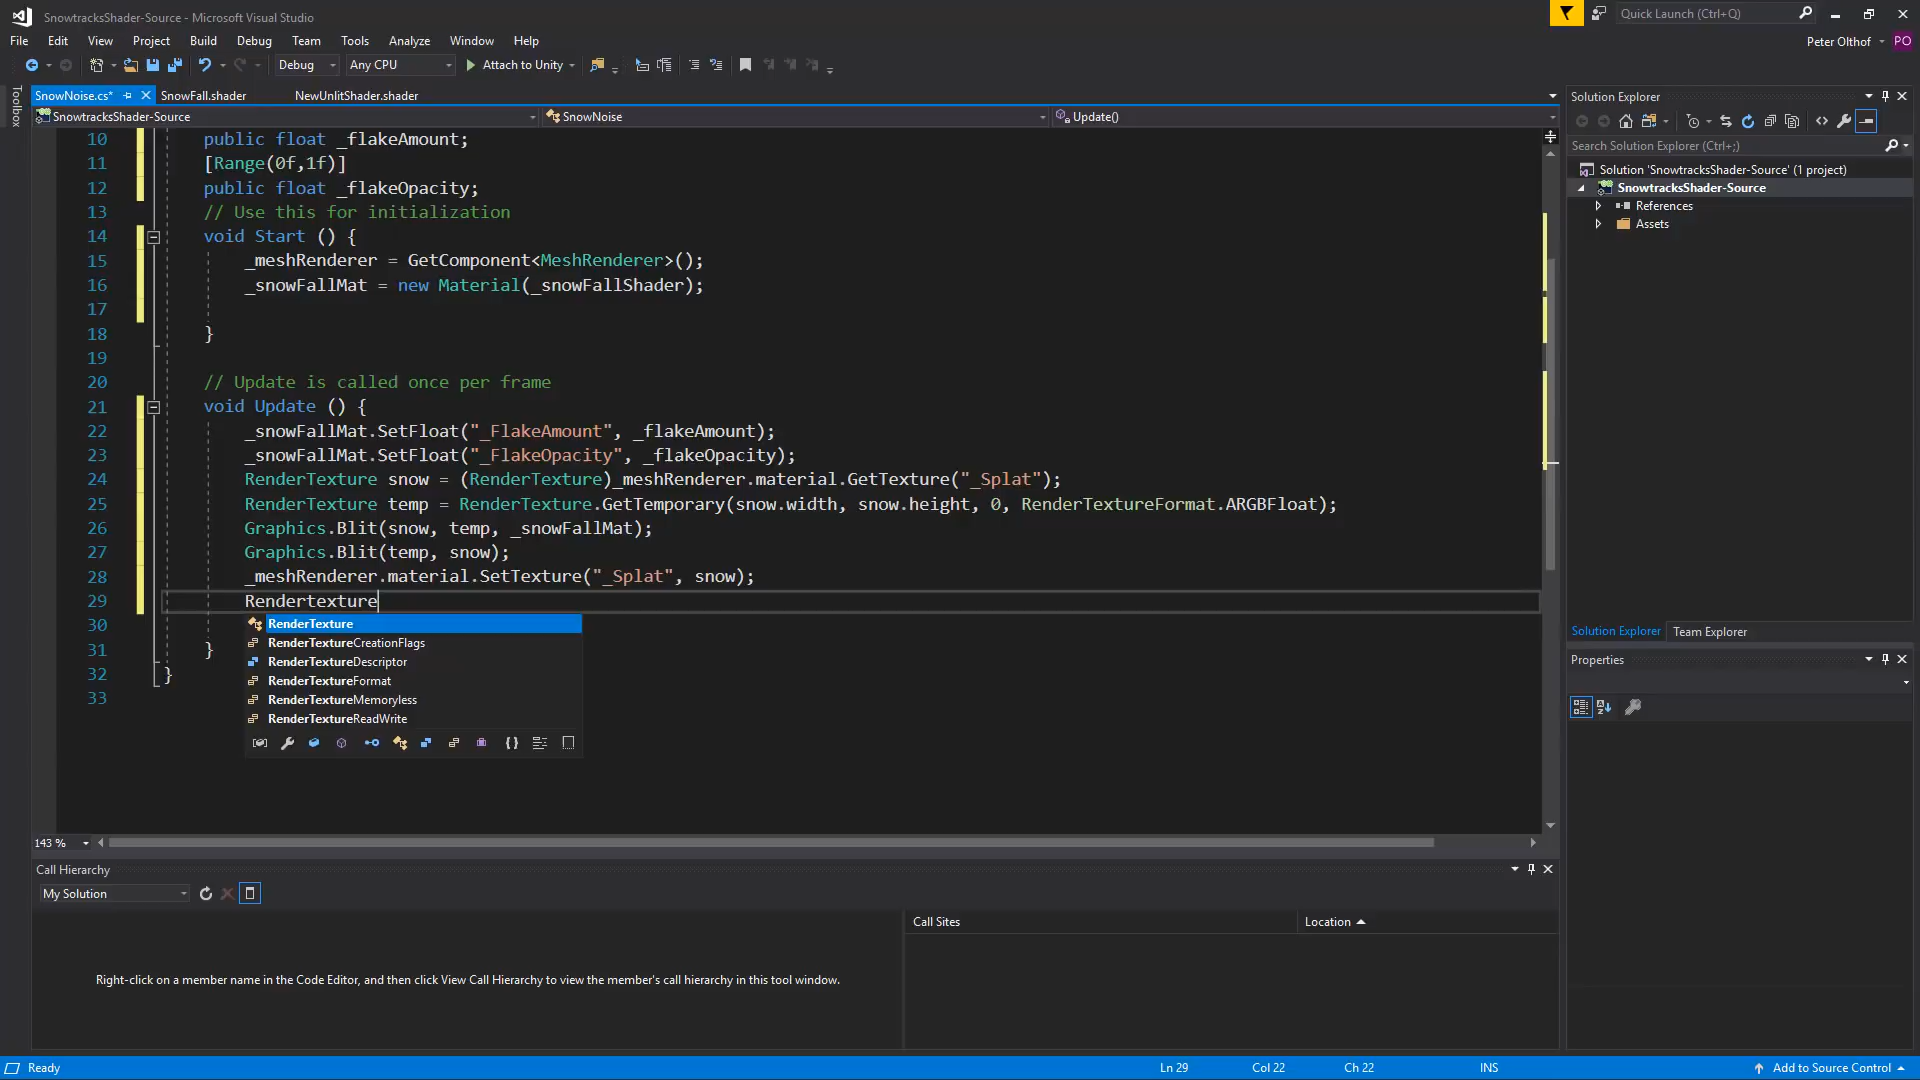 SnowtracksShader-Source - Microsoft Visual Studio
Quick Launch (Ctrl+Q)
File Edit View Project Build Debug Team Tools Analyze Window Help
Peter Olthof PO
Debug Any CPU Attach to Unity
Toolbox
SnowNoise.cs* SnowFall.shader NewUnlitShader.shader
SnowtracksShader-Source SnowNoise Update()
10 public float _flakeAmount;
11 [Range(0f,1f)]
12 public float _flakeOpacity;
13 // Use this for initialization
14 void Start () {
15 _meshRenderer = GetComponent<MeshRenderer>();
16 _snowFallMat = new Material(_snowFallShader);
17
18 }
19
20 // Update is called once per frame
21 void Update () {
22 _snowFallMat.SetFloat("_FlakeAmount", _flakeAmount);
23 _snowFallMat.SetFloat("_FlakeOpacity", _flakeOpacity);
24 RenderTexture snow = (RenderTexture)_meshRenderer.material.GetTexture("_Splat");
25 RenderTexture temp = RenderTexture.GetTemporary(snow.width, snow.height, 0, RenderTextureFormat.ARGBFloat);
26 Graphics.Blit(snow, temp, _snowFallMat);
27 Graphics.Blit(temp, snow);
28 _meshRenderer.material.SetTexture("_Splat", snow);
29 Rendertexture
30
31 }
32 }
33
RenderTexture
RenderTextureCreationFlags
RenderTextureDescriptor
RenderTextureFormat
RenderTextureMemoryless
RenderTextureReadWrite
143 %
Solution Explorer
Search Solution Explorer (Ctrl+;)
Solution 'SnowtracksShader-Source' (1 project)
SnowtracksShader-Source
References
Assets
Solution Explorer Team Explorer
Properties
Call Hierarchy
My Solution
Call Sites Location
Right-click on a member name in the Code Editor, and then click View Call Hierarchy to view the member's call hierarchy in this tool window.
Ready Ln 29 Col 22 Ch 22 INS Add to Source Control